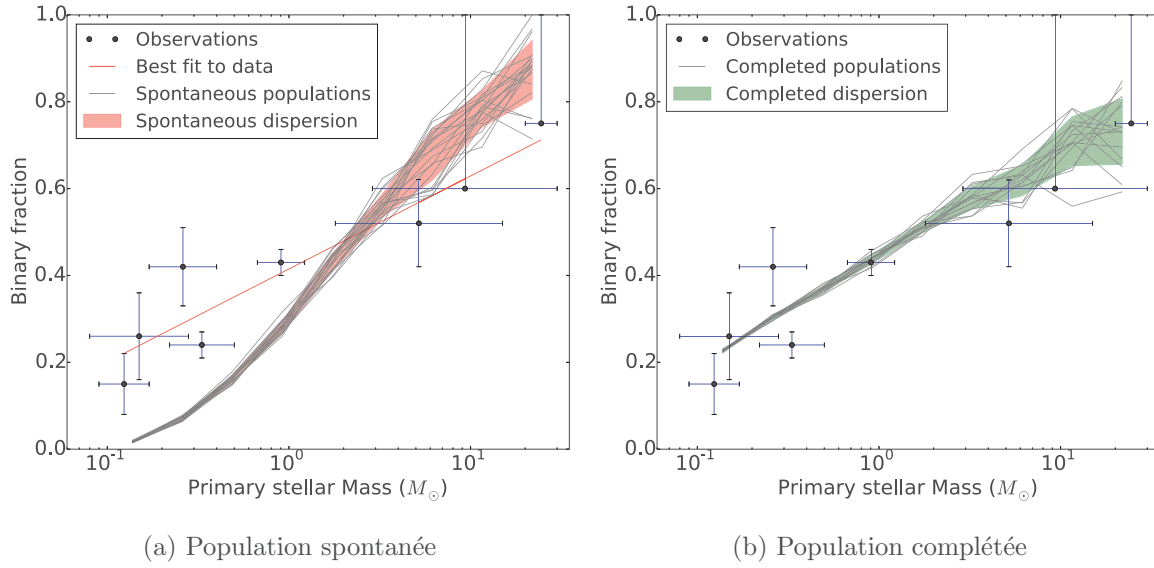 1.0
0.8
0.6
0.4
0.2
0.0
Binary fraction
Observations
Best fit to data
Spontaneous populations
Spontaneous dispersion
10⁻¹
10⁰
10¹
Primary stellar Mass (M⊙)
(a) Population spontanée
1.0
0.8
0.6
0.4
0.2
0.0
Binary fraction
Observations
Completed populations
Completed dispersion
10⁻¹
10⁰
10¹
Primary stellar Mass (M⊙)
(b) Population complétée